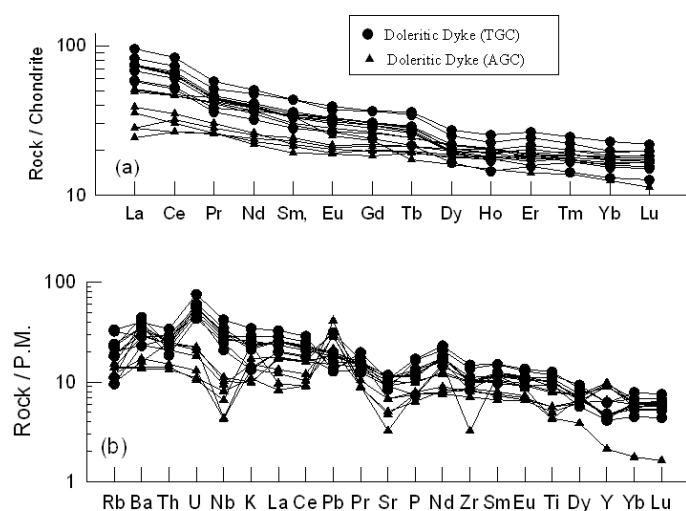 (a)
Rock / Chondrite
100
10
Doleritic Dyke (TGC)
Doleritic Dyke (AGC)
La Ce Pr Nd Sm, Eu Gd Tb Dy Ho Er Tm Yb Lu
(b)
Rock / P.M.
100
10
1
Rb Ba Th U Nb K La Ce Pb Pr Sr P Nd Zr Sm Eu Ti Dy Y Yb Lu